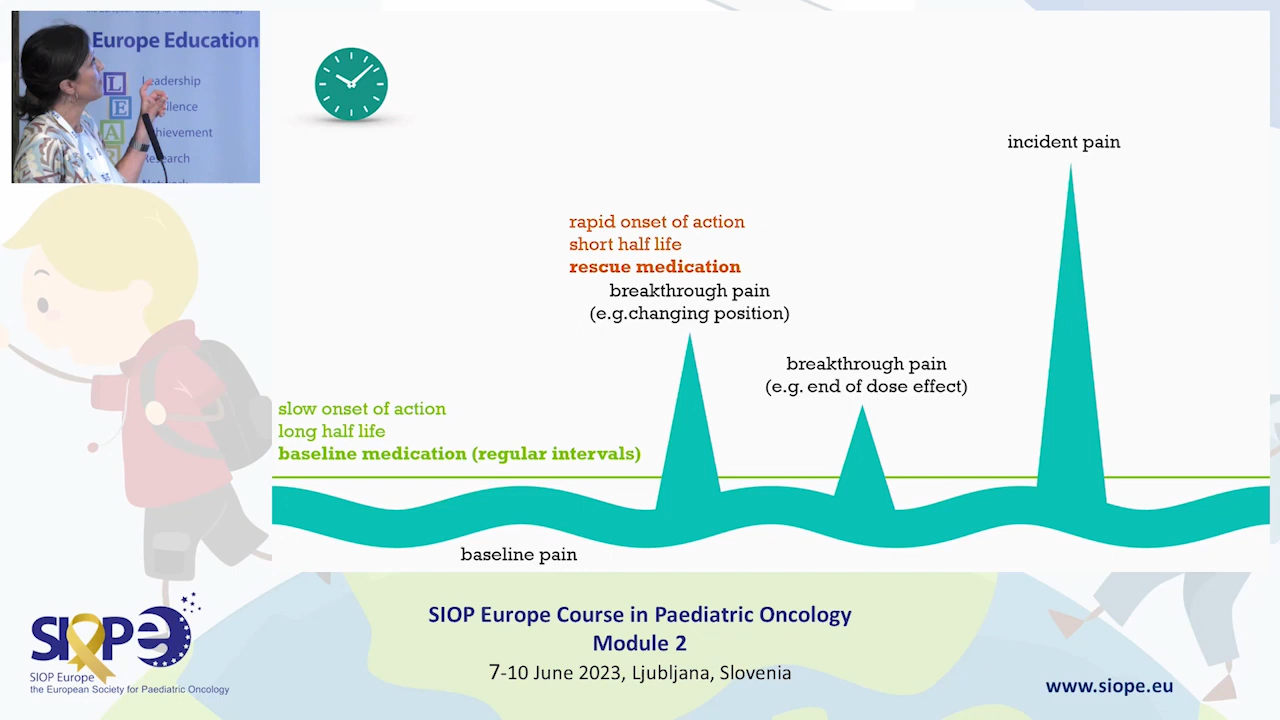 Europe Education
L
Leadership
E
A
chievement
Research
incident pain
rapid onset of action
short half life
rescue medication
breakthrough pain
(e.g.changing position)
breakthrough pain
(e.g. end of dose effect)
slow onset of action
long half life
baseline medication (regular intervals)
baseline pain
SIOP Europe Course in Paediatric Oncology
Module 2
7-10 June 2023, Ljubljana, Slovenia
SIOP e
SIOP Europe
the European Society for Paediatric Oncology
www.siope.eu